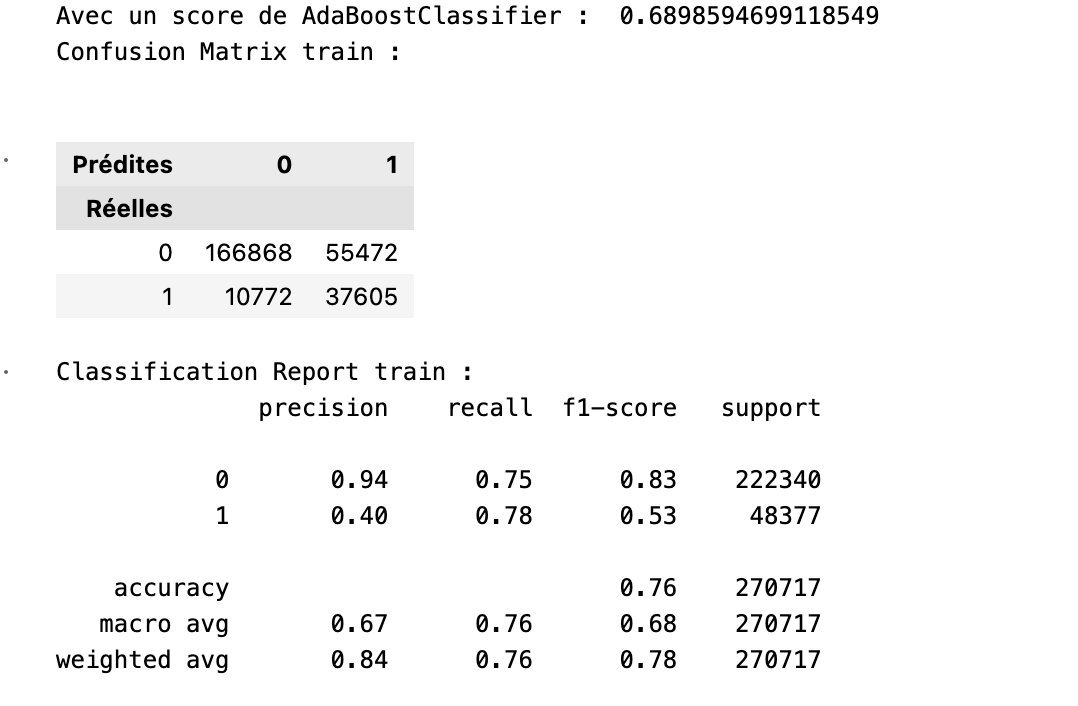 Avec un score de AdaBoostClassifier :  0.6898594699118549
Confusion Matrix train :
Prédites 0 1
Réelles
0 166868 55472
1 10772 37605
Classification Report train :
precision recall f1-score support
0 0.94 0.75 0.83 222340
1 0.40 0.78 0.53 48377
accuracy 0.76 270717
macro avg 0.67 0.76 0.68 270717
weighted avg 0.84 0.76 0.78 270717